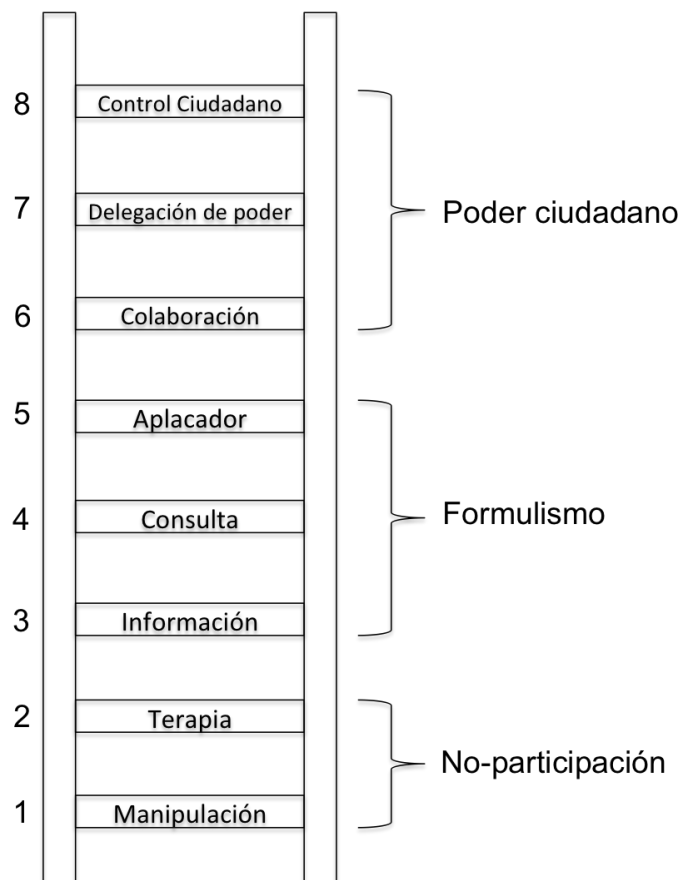 8 Control Ciudadano
7 Delegación de poder
Poder ciudadano
6 Colaboración
5 Aplacador
4 Consulta
Formulismo
3 Información
2 Terapia
No-participación
1 Manipulación